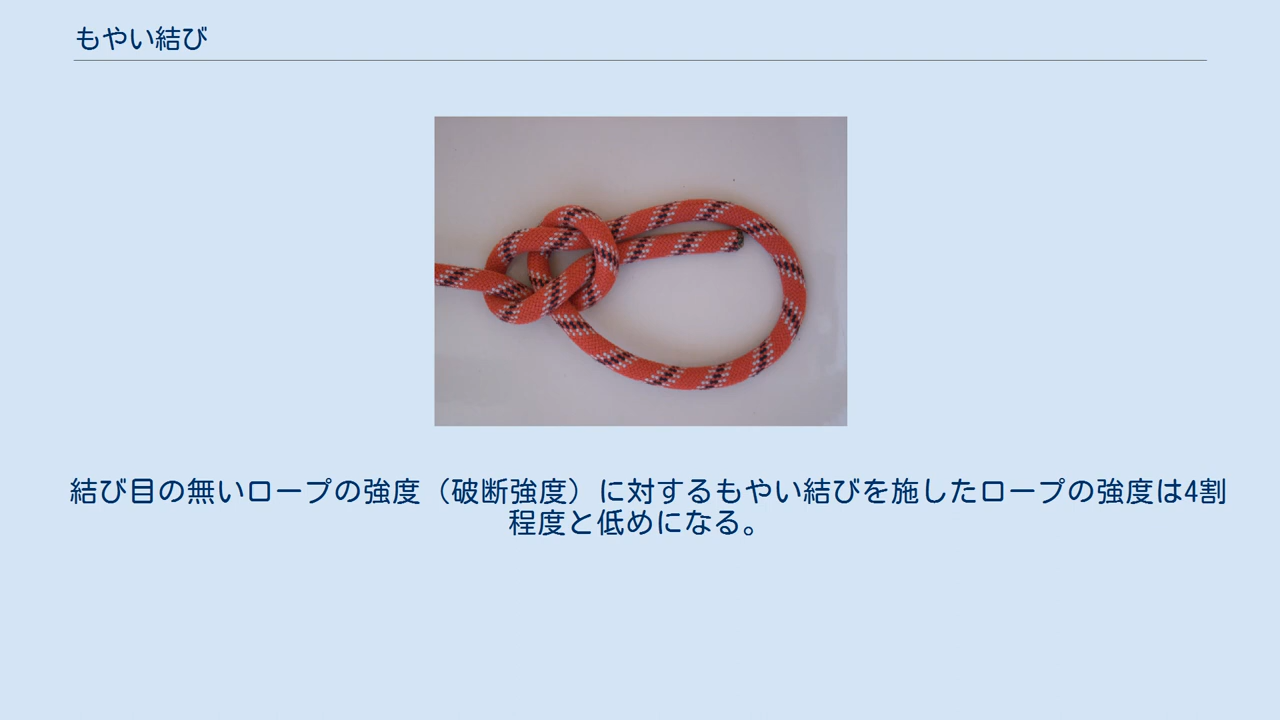 もやい結び
結び目の無いロープの強度（破断強度）に対するもやい結びを施したロープの強度は4割
程度と低めになる。